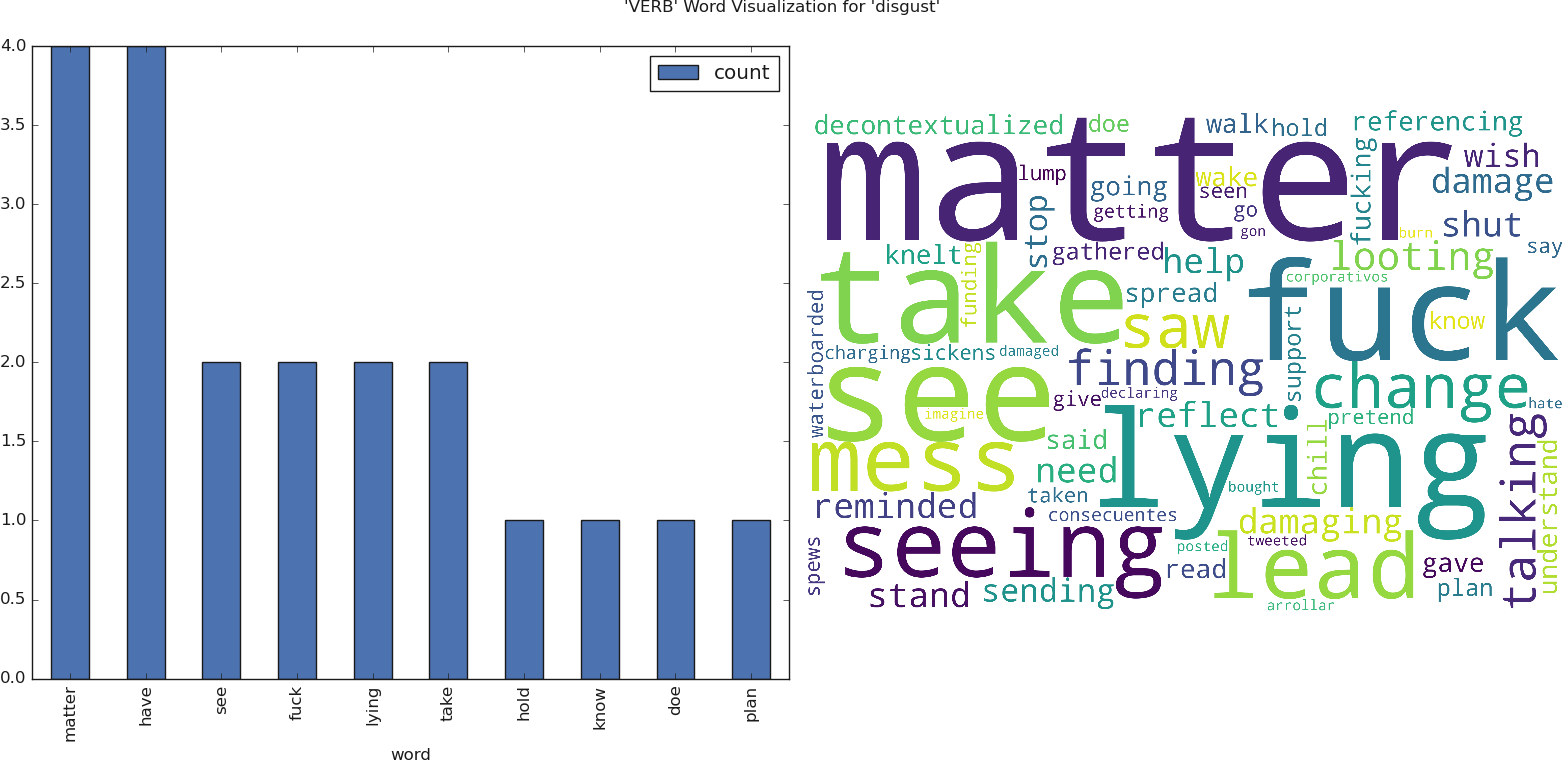 'VERB' Word Visualization for 'disgust'
4.0
3.5
3.0
2.5
2.0
1.5
1.0
0.5
0.0
count
matter
have
see
fuck
lying
take
hold
know
doe
plan
word
decontextualized
doe
walk
hold
referencing
matter
lump
going
wake
seen
getting
go
gon
fucking
wish
damage
shut
burn
say
stop
knelt
gathered
help
looting
take
funding
spread
corporativos
fuck
saw
know
waterboarded
charging
sickens
damaged
finding
support
see
imagine
give
declaring
change
hate
reflect
pretend
mess
said
lying
chill
talking
need
understand
reminded
taken
bought
consecuentes
damaging
seeing
posted
tweeted
lead
spews
read
gave
stand
sending
plan
arrollar